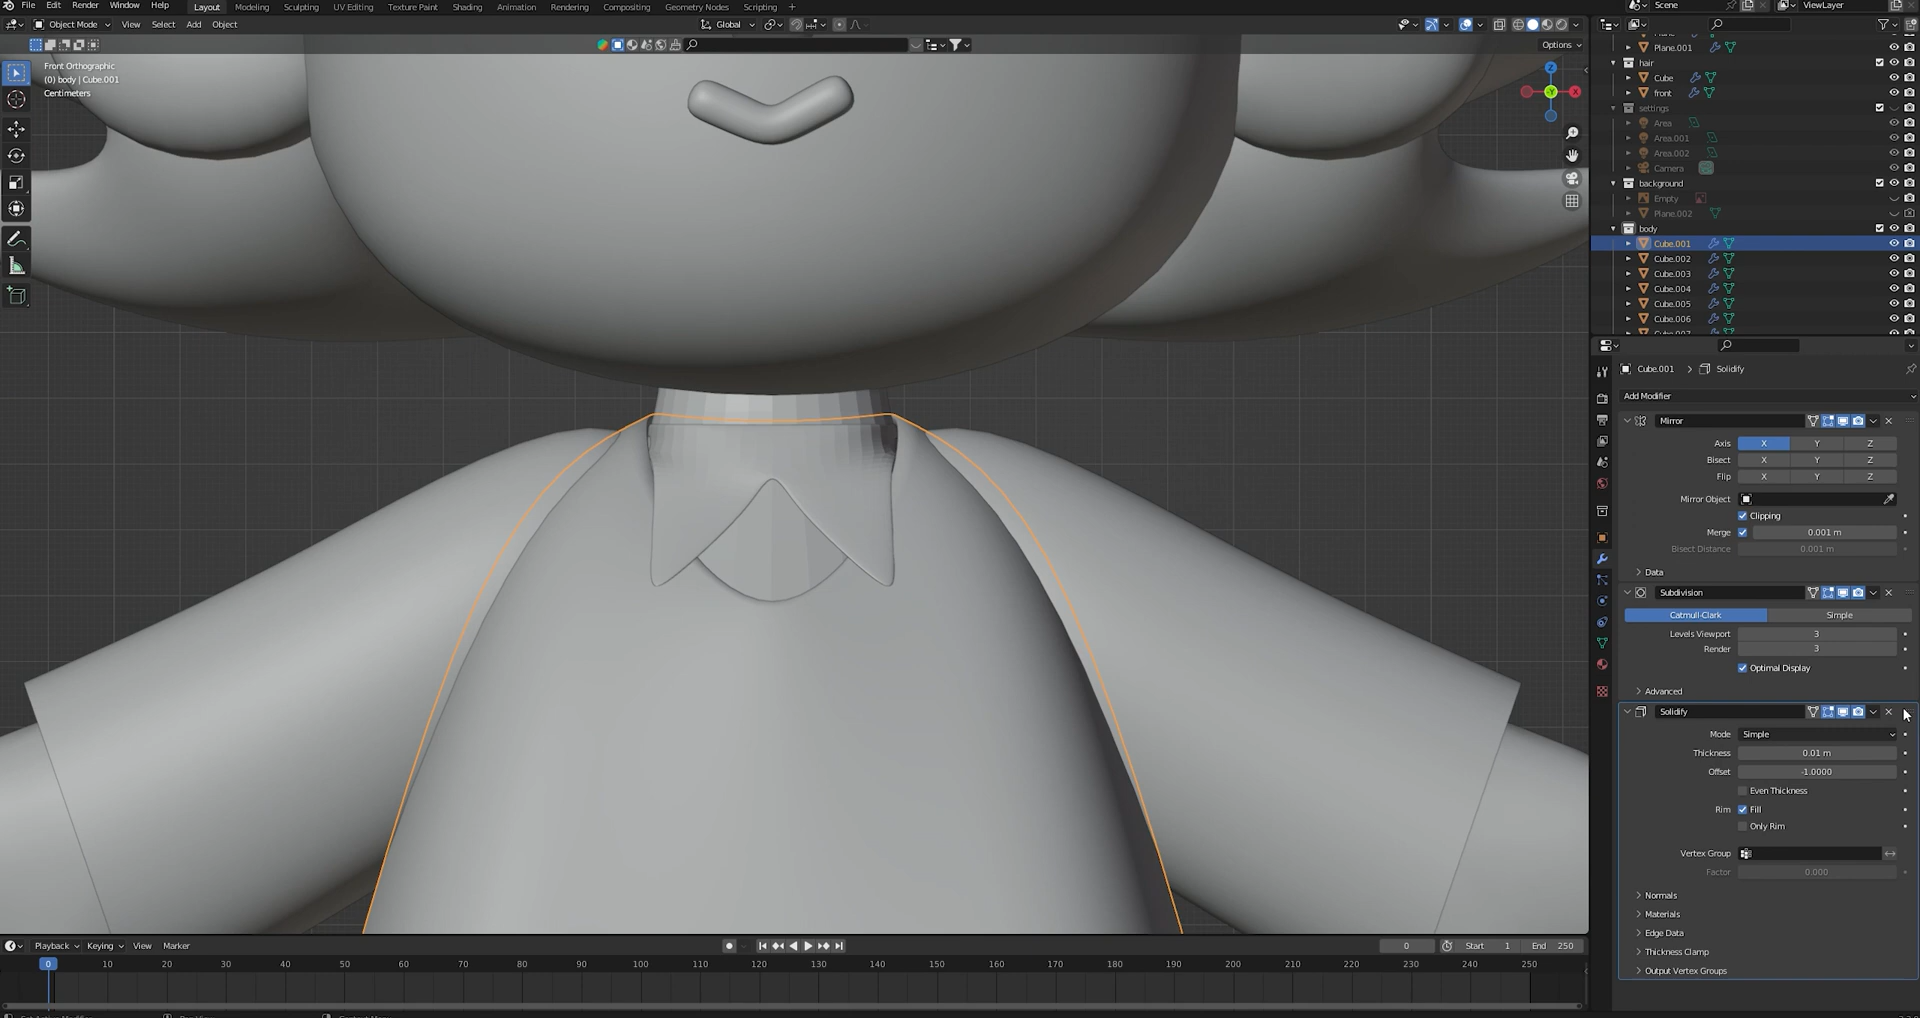 File Edit Render Window Help Layout Modeling Sculpting UV Editing Texture Paint Shading Animation Rendering Compositing Geometry Nodes Scripting + Scene ViewLayer
Object Mode View Select Add Object Global
Options
Front Orthographic
(0) body | Cube.001
Centimeters
Z
Y
X
Plane.001
hair
Cube
front
settings
Area
Area.001
Area.002
Camera
background
Empty
Plane.002
body
Cube.001
Cube.002
Cube.003
Cube.004
Cube.005
Cube.006
Cube.001 > Solidify
Add Modifier
Mirror
Axis X Y Z
Bisect X Y Z
Flip X Y Z
Mirror Object
Clipping
Merge 0.001 m
Bisect Distance 0.001 m
Data
Subdivision
Catmull-Clark Simple
Levels Viewport 3
Render 3
Optimal Display
Advanced
Solidify
Mode Simple
Thickness 0.01 m
Offset -1.0000
Even Thickness
Rim Fill
Only Rim
Vertex Group
Factor 0.000
Normals
Materials
Edge Data
Thickness Clamp
Output Vertex Groups
Playback Keying View Marker 0 Start 1 End 250
0 10 20 30 40 50 60 70 80 90 100 110 120 130 140 150 160 170 180 190 200 210 220 230 240 250